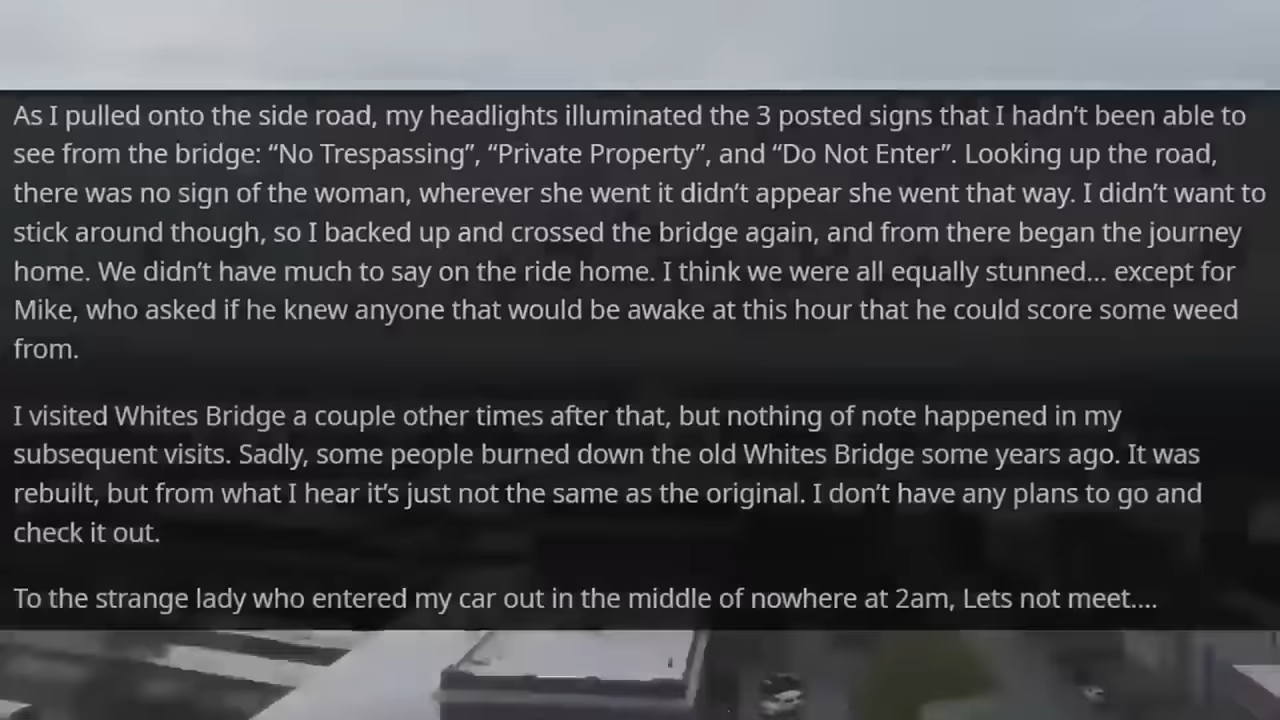 As I pulled onto the side road, my headlights illuminated the 3 posted signs that I hadn’t been able to
see from the bridge: “No Trespassing”, “Private Property”, and “Do Not Enter”. Looking up the road,
there was no sign of the woman, wherever she went it didn’t appear she went that way. I didn’t want to
stick around though, so I backed up and crossed the bridge again, and from there began the journey
home. We didn’t have much to say on the ride home. I think we were all equally stunned... except for
Mike, who asked if he knew anyone that would be awake at this hour that he could score some weed
from.
I visited Whites Bridge a couple other times after that, but nothing of note happened in my
subsequent visits. Sadly, some people burned down the old Whites Bridge some years ago. It was
rebuilt, but from what I hear it’s just not the same as the original. I don’t have any plans to go and
check it out.
To the strange lady who entered my car out in the middle of nowhere at 2am, Lets not meet....